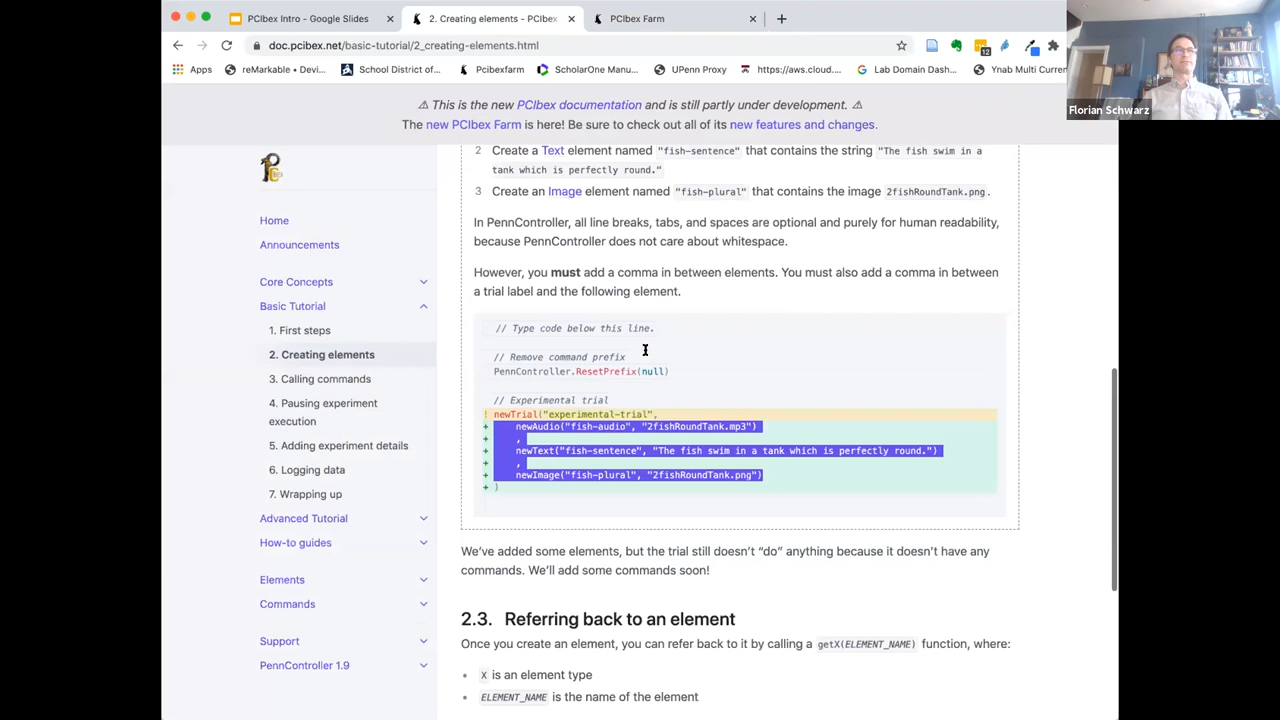 PCIbex Intro - Google Slides
2. Creating elements - PCIbex
PCIbex Farm
doc.pcibex.net/basic-tutorial/2_creating-elements.html
12
Apps
reMarkable • Devi...
School District of...
Pcibexfarm
ScholarOne Manu...
UPenn Proxy
https://aws.cloud....
Lab Domain Dash...
Ynab Multi Curren
Florian Schwarz
⚠ This is the new PCIbex documentation and is still partly under development. ⚠
The new PCIbex Farm is here! Be sure to check out all of its new features and changes.
Home
Announcements
Core Concepts
Basic Tutorial
1. First steps
2. Creating elements
3. Calling commands
4. Pausing experiment
execution
5. Adding experiment details
6. Logging data
7. Wrapping up
Advanced Tutorial
How-to guides
Elements
Commands
Support
PennController 1.9
2 Create a Text element named "fish-sentence" that contains the string "The fish swim in a
tank which is perfectly round."
3 Create an Image element named "fish-plural" that contains the image 2fishRoundTank.png.
In PennController, all line breaks, tabs, and spaces are optional and purely for human readability,
because PennController does not care about whitespace.
However, you must add a comma in between elements. You must also add a comma in between
a trial label and the following element.
// Type code below this line.
// Remove command prefix
PennController.ResetPrefix(null)
// Experimental trial
! newTrial("experimental-trial",
+ newAudio("fish-audio", "2fishRoundTank.mp3")
+ ,
+ newText("fish-sentence", "The fish swim in a tank which is perfectly round.")
+ ,
+ newImage("fish-plural", "2fishRoundTank.png")
+ )
We've added some elements, but the trial still doesn't “do” anything because it doesn't have any
commands. We'll add some commands soon!
2.3. Referring back to an element
Once you create an element, you can refer back to it by calling a getX(ELEMENT_NAME) function, where:
• X is an element type
• ELEMENT_NAME is the name of the element